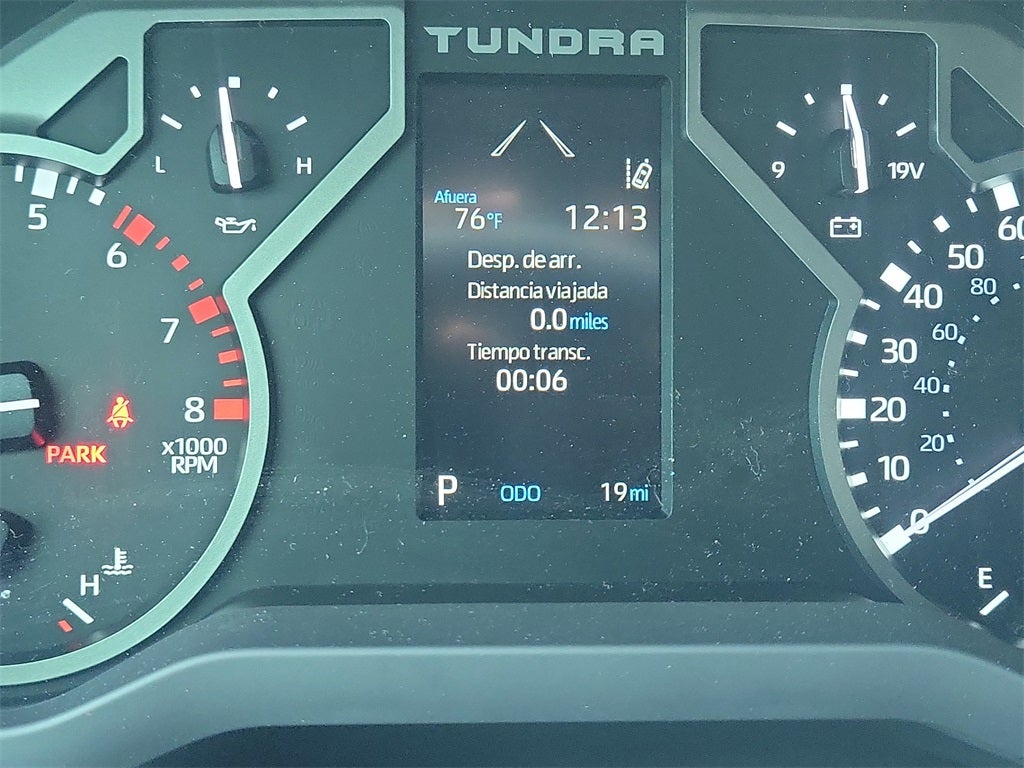 TUNDRA
L
H
9
19V
Afuera
76°F
12:13
Desp. de arr.
Distancia viajada
0.0 miles
Tiempo transc.
00:06
P
ODO
19 mi
5
6
7
8
x1000
RPM
PARK
H
60
50
80
40
60
30
40
20
20
10
0
E